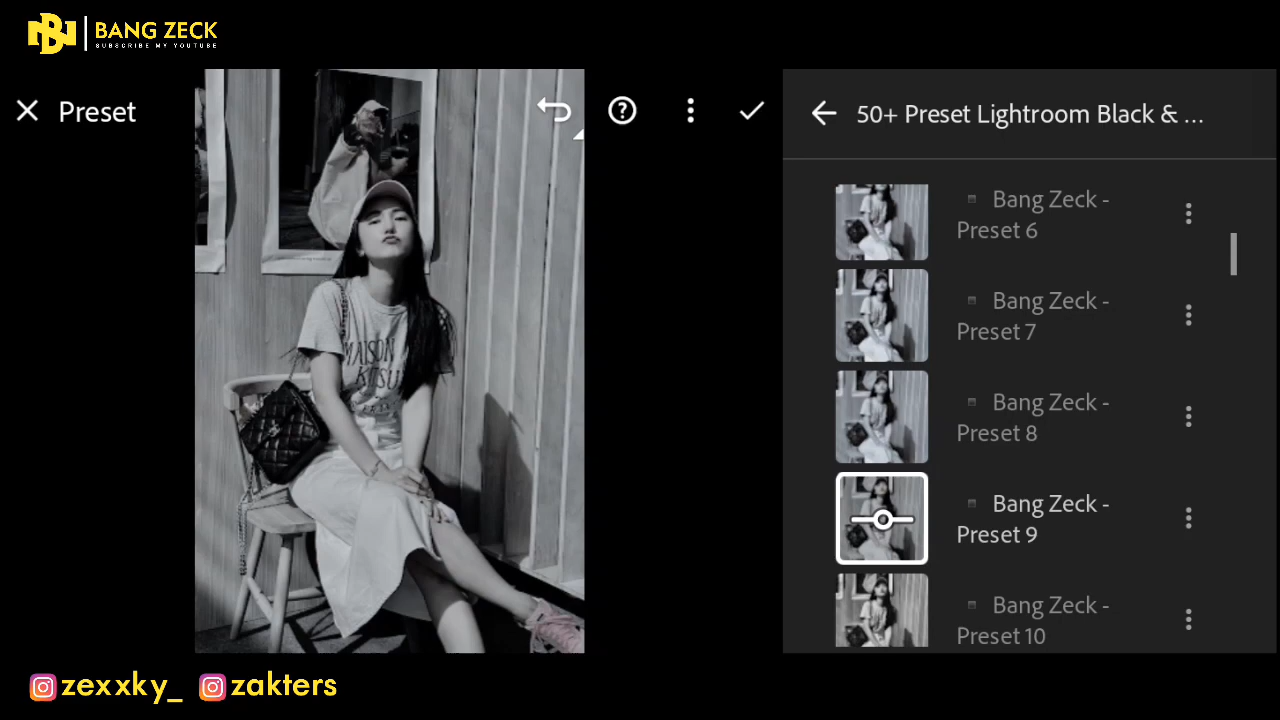 BANG ZECK
SUBSCRIBE MY YOUTUBE
Preset
50+ Preset Lightroom Black & ...
Bang Zeck -
Preset 6
Bang Zeck -
Preset 7
Bang Zeck -
Preset 8
Bang Zeck -
Preset 9
Bang Zeck -
Preset 10
MAISON
zexxky_ zakters